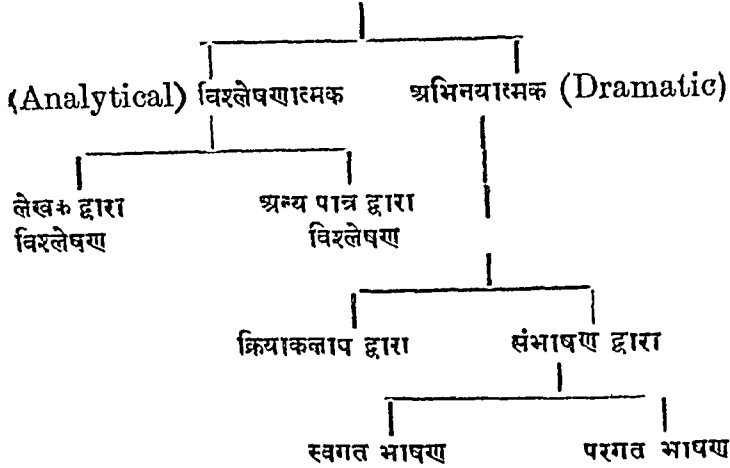 (Analytical) विश्लेषणात्मक अभिनयात्मक (Dramatic)
लेखक द्वारा अन्य पात्र द्वारा
विश्लेषण विश्लेषण
क्रियाकलाप द्वारा संभाषण द्वारा
स्वगत भाषण परगत भाषण